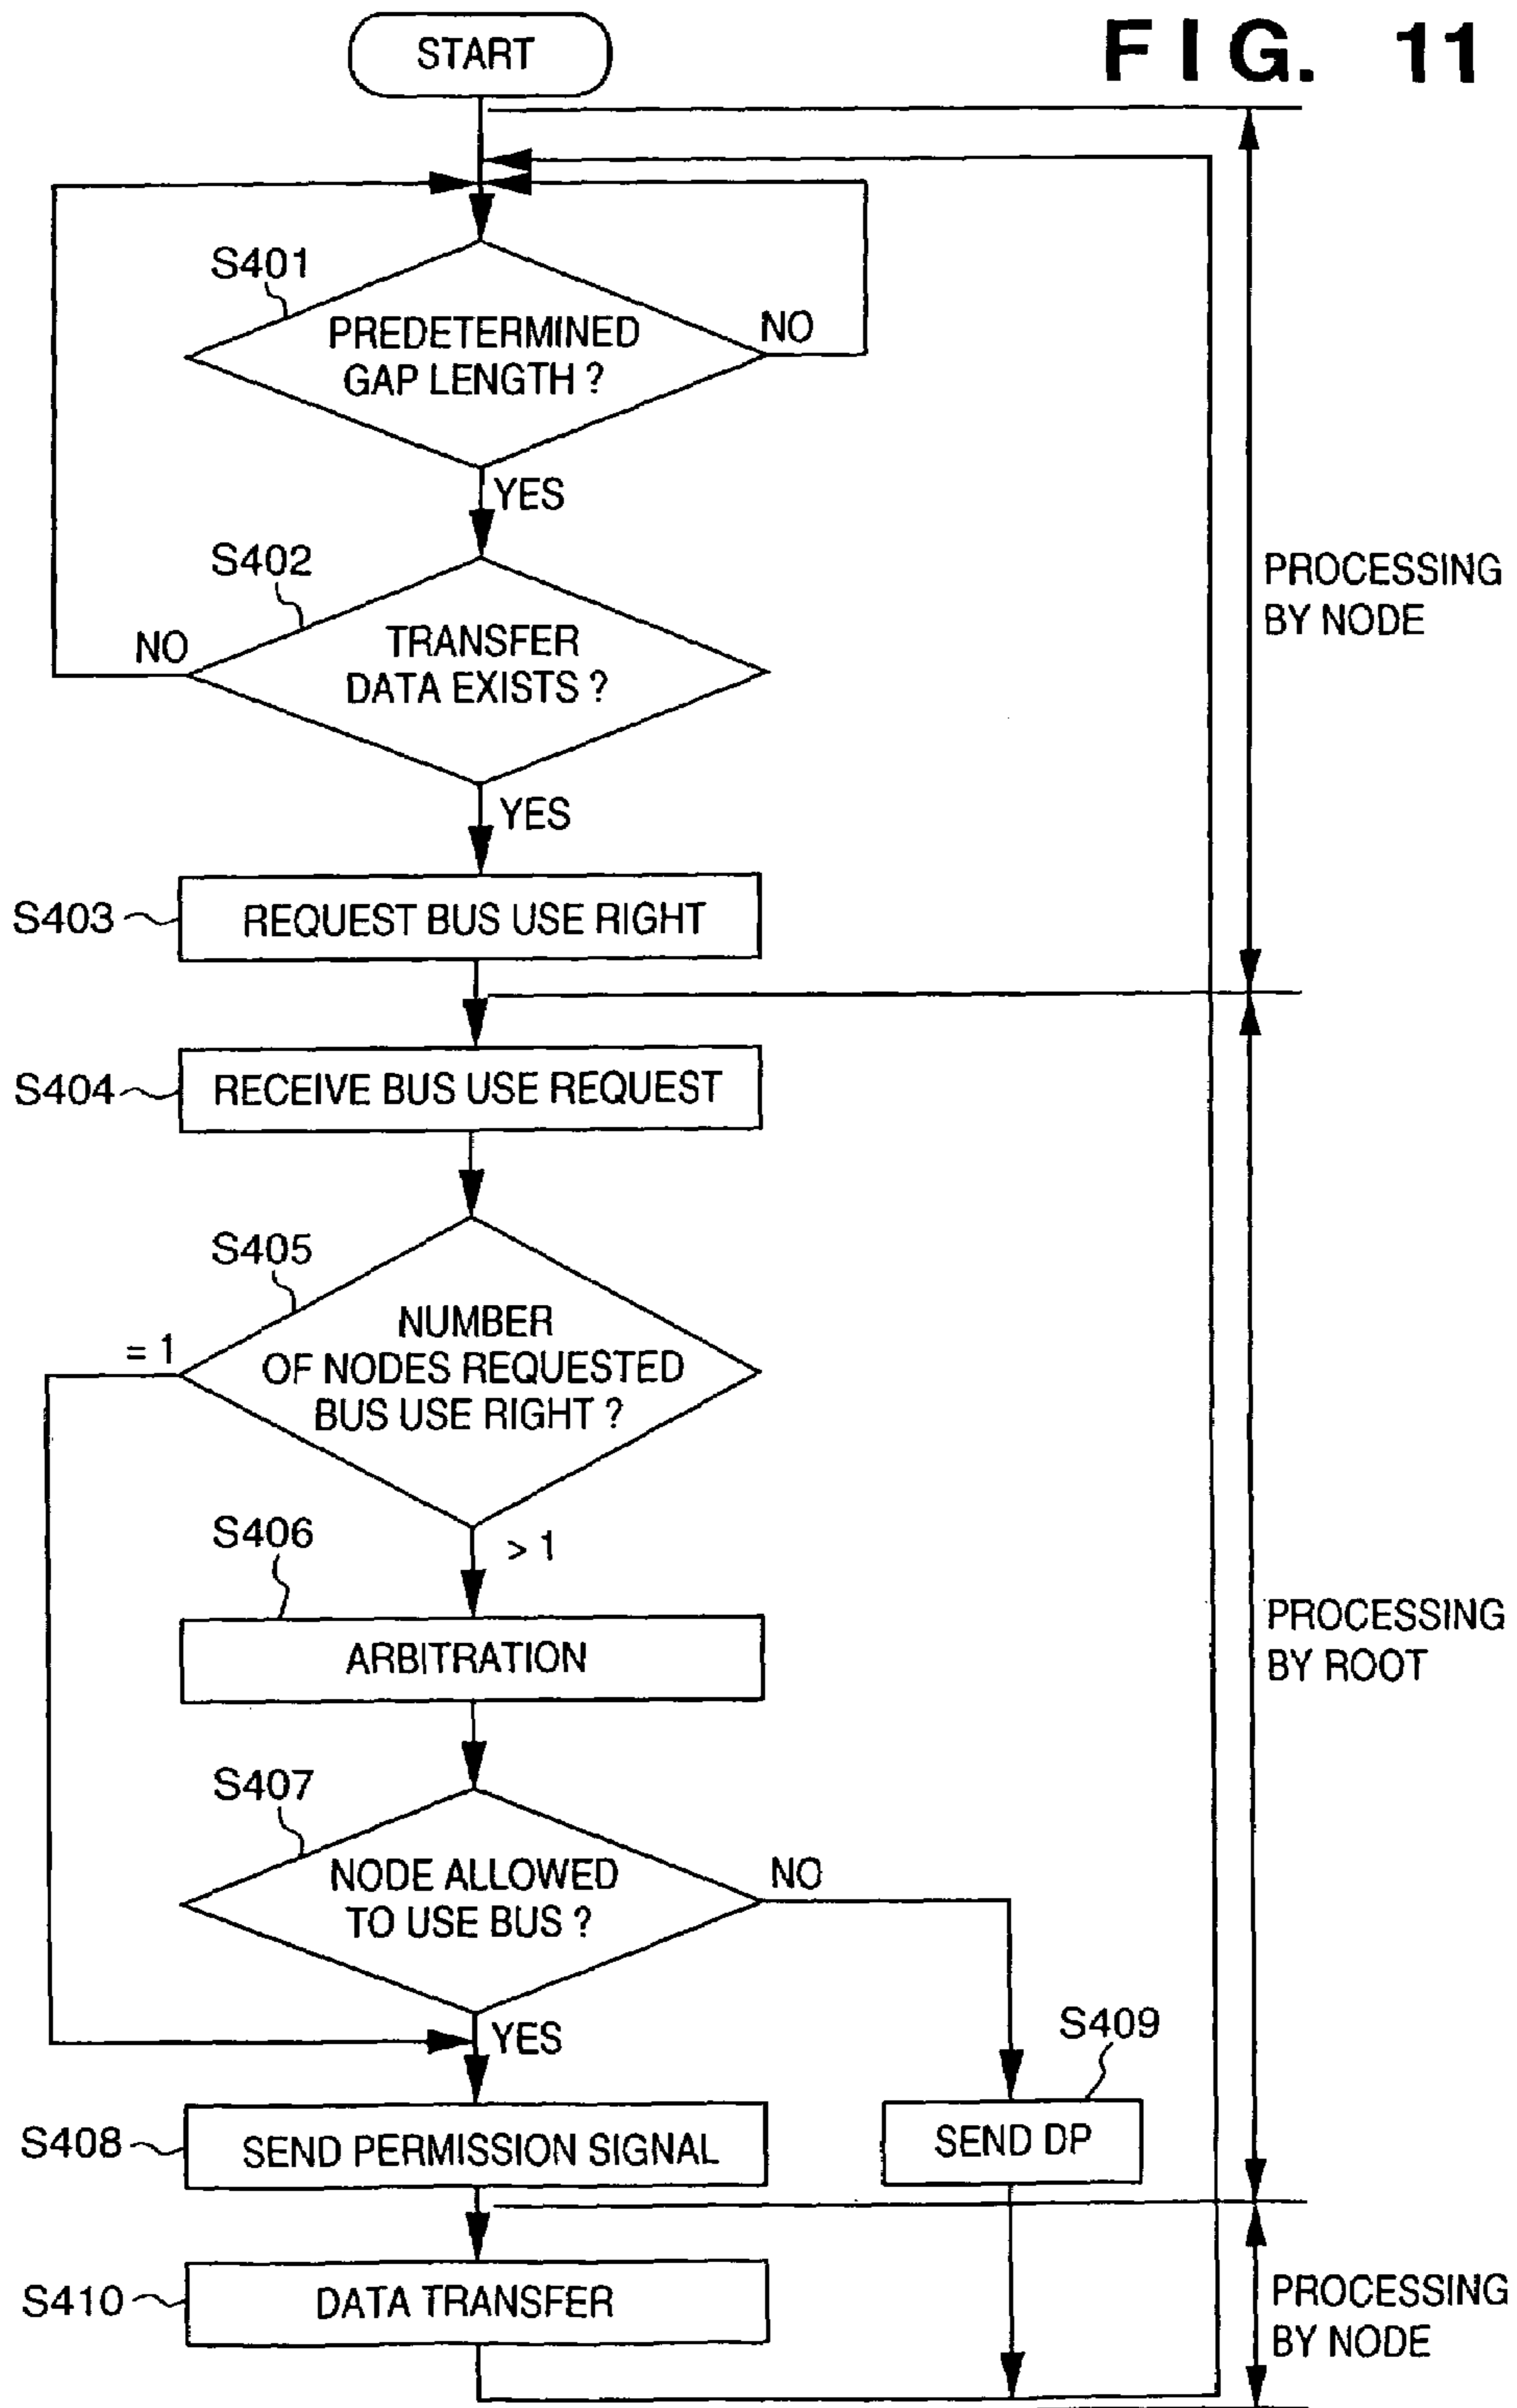 FIG. 11
START
S401
PREDETERMINED
GAP LENGTH ?
NO
YES
S402
TRANSFER
DATA EXISTS ?
NO
YES
PROCESSING
BY NODE
S403
REQUEST BUS USE RIGHT
S404
RECEIVE BUS USE REQUEST
S405
NUMBER
OF NODES REQUESTED
BUS USE RIGHT ?
= 1
> 1
S406
ARBITRATION
PROCESSING
BY ROOT
S407
NODE ALLOWED
TO USE BUS ?
NO
YES
S409
S408
SEND PERMISSION SIGNAL
SEND DP
S410
DATA TRANSFER
PROCESSING
BY NODE